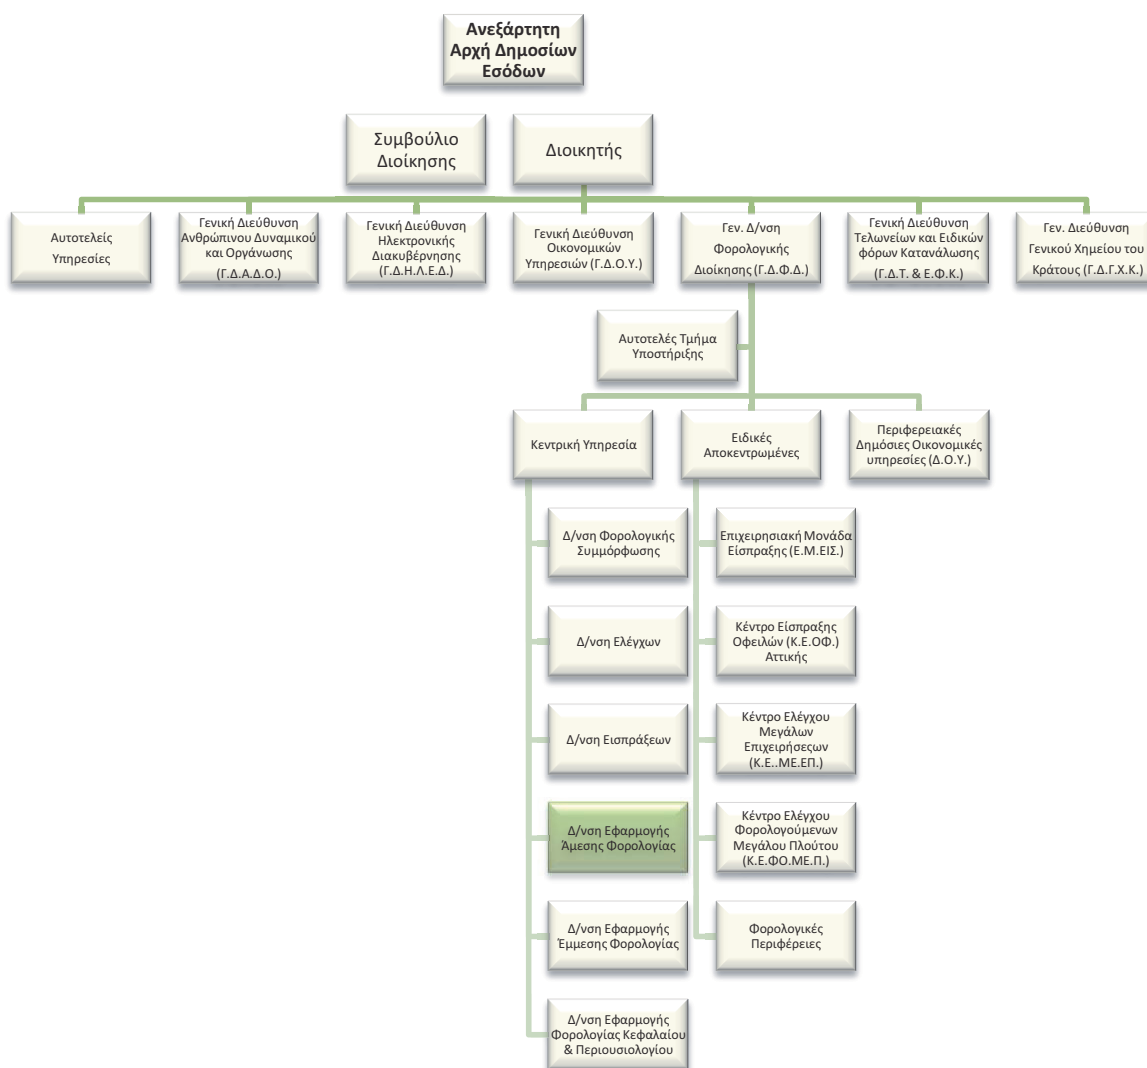 Ανεξάρτητη
Αρχή Δημοσίων
Εσόδων
Συμβούλιο
Διοίκησης
Διοικητής
Αυτοτελείς
Υπηρεσίες
Γενική Διεύθυνση
Ανθρώπινου Δυναμικού
και Οργάνωσης
(Γ.Δ.Α.Δ.Ο.)
Γενική Διεύθυνση
Ηλεκτρονικής
Διακυβέρνησης
(Γ.Δ.Η.Λ.Ε.Δ.)
Γενική Διεύθυνση
Οικονομικών
Υπηρεσιών (Γ.Δ.Ο.Υ.)
Γεν. Δ/νση
Φορολογικής
Διοίκησης (Γ.Δ.Φ.Δ.)
Γενική Διεύθυνση
Τελωνείων και Ειδικών
φόρων Κατανάλωσης
(Γ.Δ.Τ. & Ε.Φ.Κ.)
Γεν. Διεύθυνση
Γενικού Χημείου του
Κράτους (Γ.Δ.Γ.Χ.Κ.)
Αυτοτελές Τμήμα
Υποστήριξης
Κεντρική Υπηρεσία
Ειδικές
Αποκεντρωμένες
Περιφερειακές
Δημόσιες Οικονομικές
υπηρεσίες (Δ.Ο.Υ.)
Δ/νση Φορολογικής
Συμμόρφωσης
Δ/νση Ελέγχων
Δ/νση Εισπράξεων
Δ/νση Εφαρμογής
Άμεσης Φορολογίας
Δ/νση Εφαρμογής
Έμμεσης Φορολογίας
Δ/νση Εφαρμογής
Φορολογίας Κεφαλαίου
& Περιουσιολογίου
Επιχειρησιακή Μονάδα
Είσπραξης (Ε.Μ.ΕΙΣ.)
Κέντρο Είσπραξης
Οφειλών (Κ.Ε.ΟΦ.)
Αττικής
Κέντρο Ελέγχου
Μεγάλων
Επιχειρήσεςων
(Κ.Ε..ΜΕ.ΕΠ.)
Κέντρο Ελέγχου
Φορολογούμενων
Μεγάλου Πλούτου
(Κ.Ε.ΦΟ.ΜΕ.Π.)
Φορολογικές
Περιφέρειες